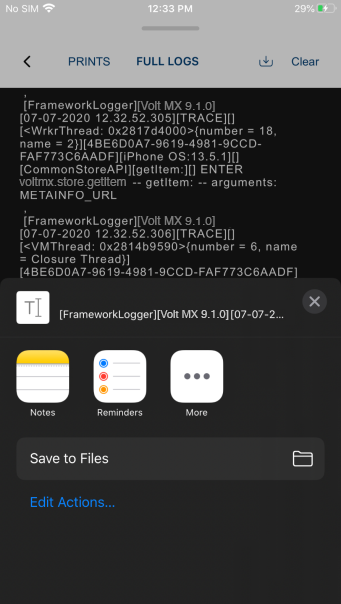 No SIM 12:33 PM 29%
PRINTS FULL LOGS Clear
,
[FrameworkLogger][Volt MX 9.1.0]
[07-07-2020 12.32.52.305][TRACE][]
[<WrkrThread: 0x2817d4000>{number = 18,
name = 2}][4BE6D0A7-9619-4981-9CCD-
FAF773C6AADF][iPhone OS:13.5.1][]
[CommonStoreAPI][getItem:][] ENTER
voltmx.store.getItem -- getItem: -- arguments:
METAINFO_URL
,
[FrameworkLogger][Volt MX 9.1.0]
[07-07-2020 12.32.52.306][TRACE][]
[<VMThread: 0x2814b9590>{number = 6, name
= Closure Thread}]
[4BE6D0A7-9619-4981-9CCD-FAF773C6AADF]
[FrameworkLogger][Volt MX 9.1.0][07-07-2...
Notes Reminders More
Save to Files
Edit Actions...